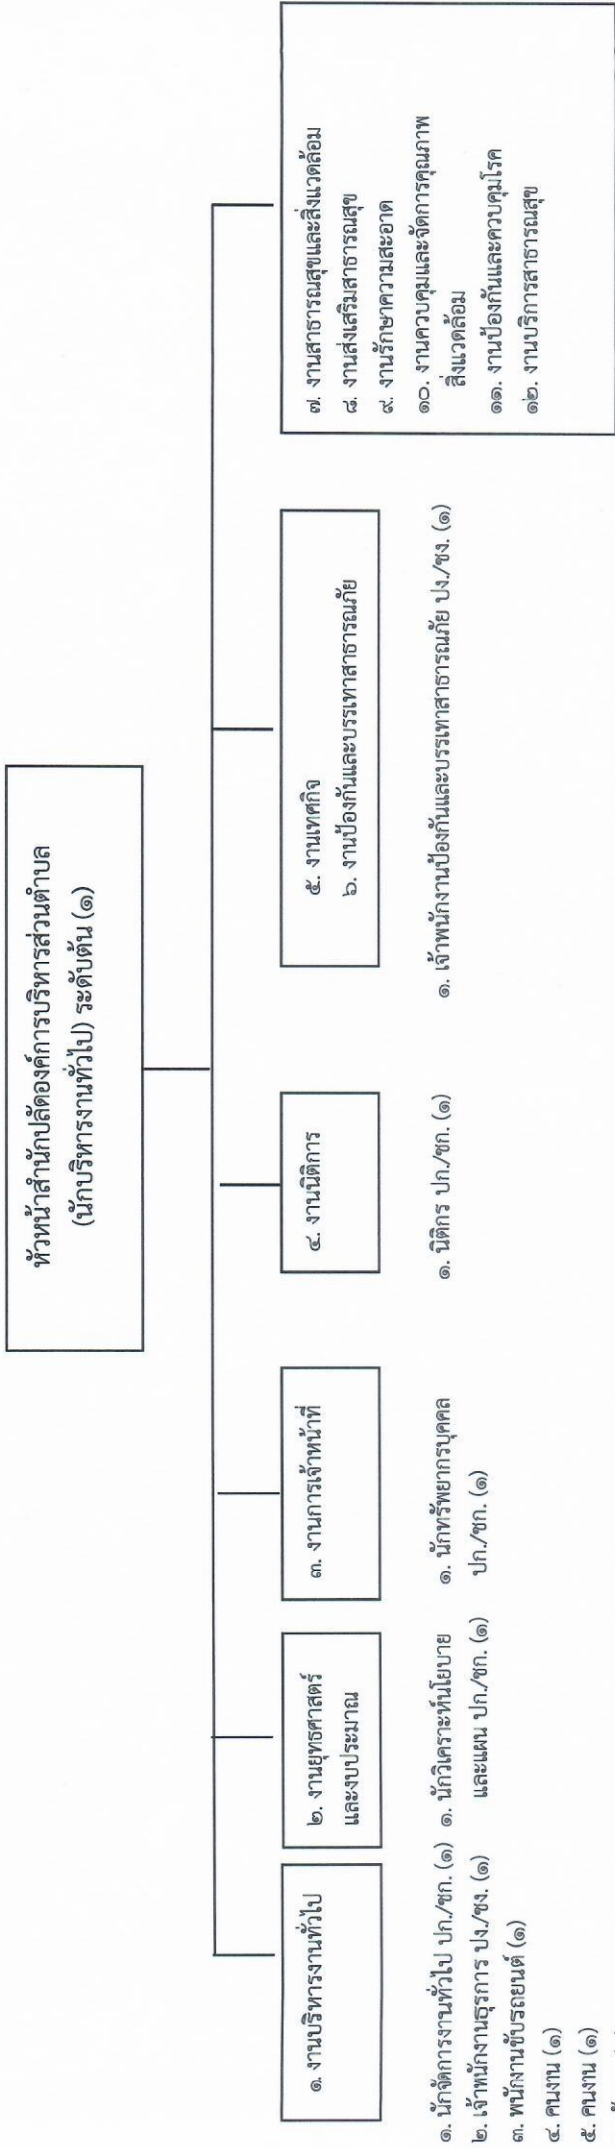 หัวหน้าสำนักปลัดองค์การบริหารส่วนตำบล
(นักบริหารงานทั่วไป) ระดับต้น (๑)
๑. งานบริหารงานทั่วไป
๒. งานยุทธศาสตร์
และงบประมาณ
๓. งานการเจ้าหน้าที่
๔. งานนิติการ
๕. งานเทศกิจ
๖. งานป้องกันและบรรเทาสาธารณภัย
๗. งานสาธารณสุขและสิ่งแวดล้อม
๘. งานส่งเสริมสาธารณสุข
๙. งานรักษาความสะอาด
๑๐. งานควบคุมและจัดการคุณภาพ
สิ่งแวดล้อม
๑๑. งานป้องกันและควบคุมโรค
๑๒. งานบริการสาธารณสุข
๑. นักจัดการงานทั่วไป ปก./ชก. (๑)
๒. เจ้าพนักงานธุรการ ปง./ชง. (๑)
๓. พนักงานขับรถยนต์ (๑)
๔. คนงาน (๑)
๕. คนงาน (๑)
๑. นักวิเคราะห์นโยบาย
และแผน ปก./ชก. (๑)
๑. นักทรัพยากรบุคคล
ปก./ชก. (๑)
๑. นิติกร ปก./ชก. (๑)
๑. เจ้าพนักงานป้องกันและบรรเทาสาธารณภัย ปง./ชง. (๑)